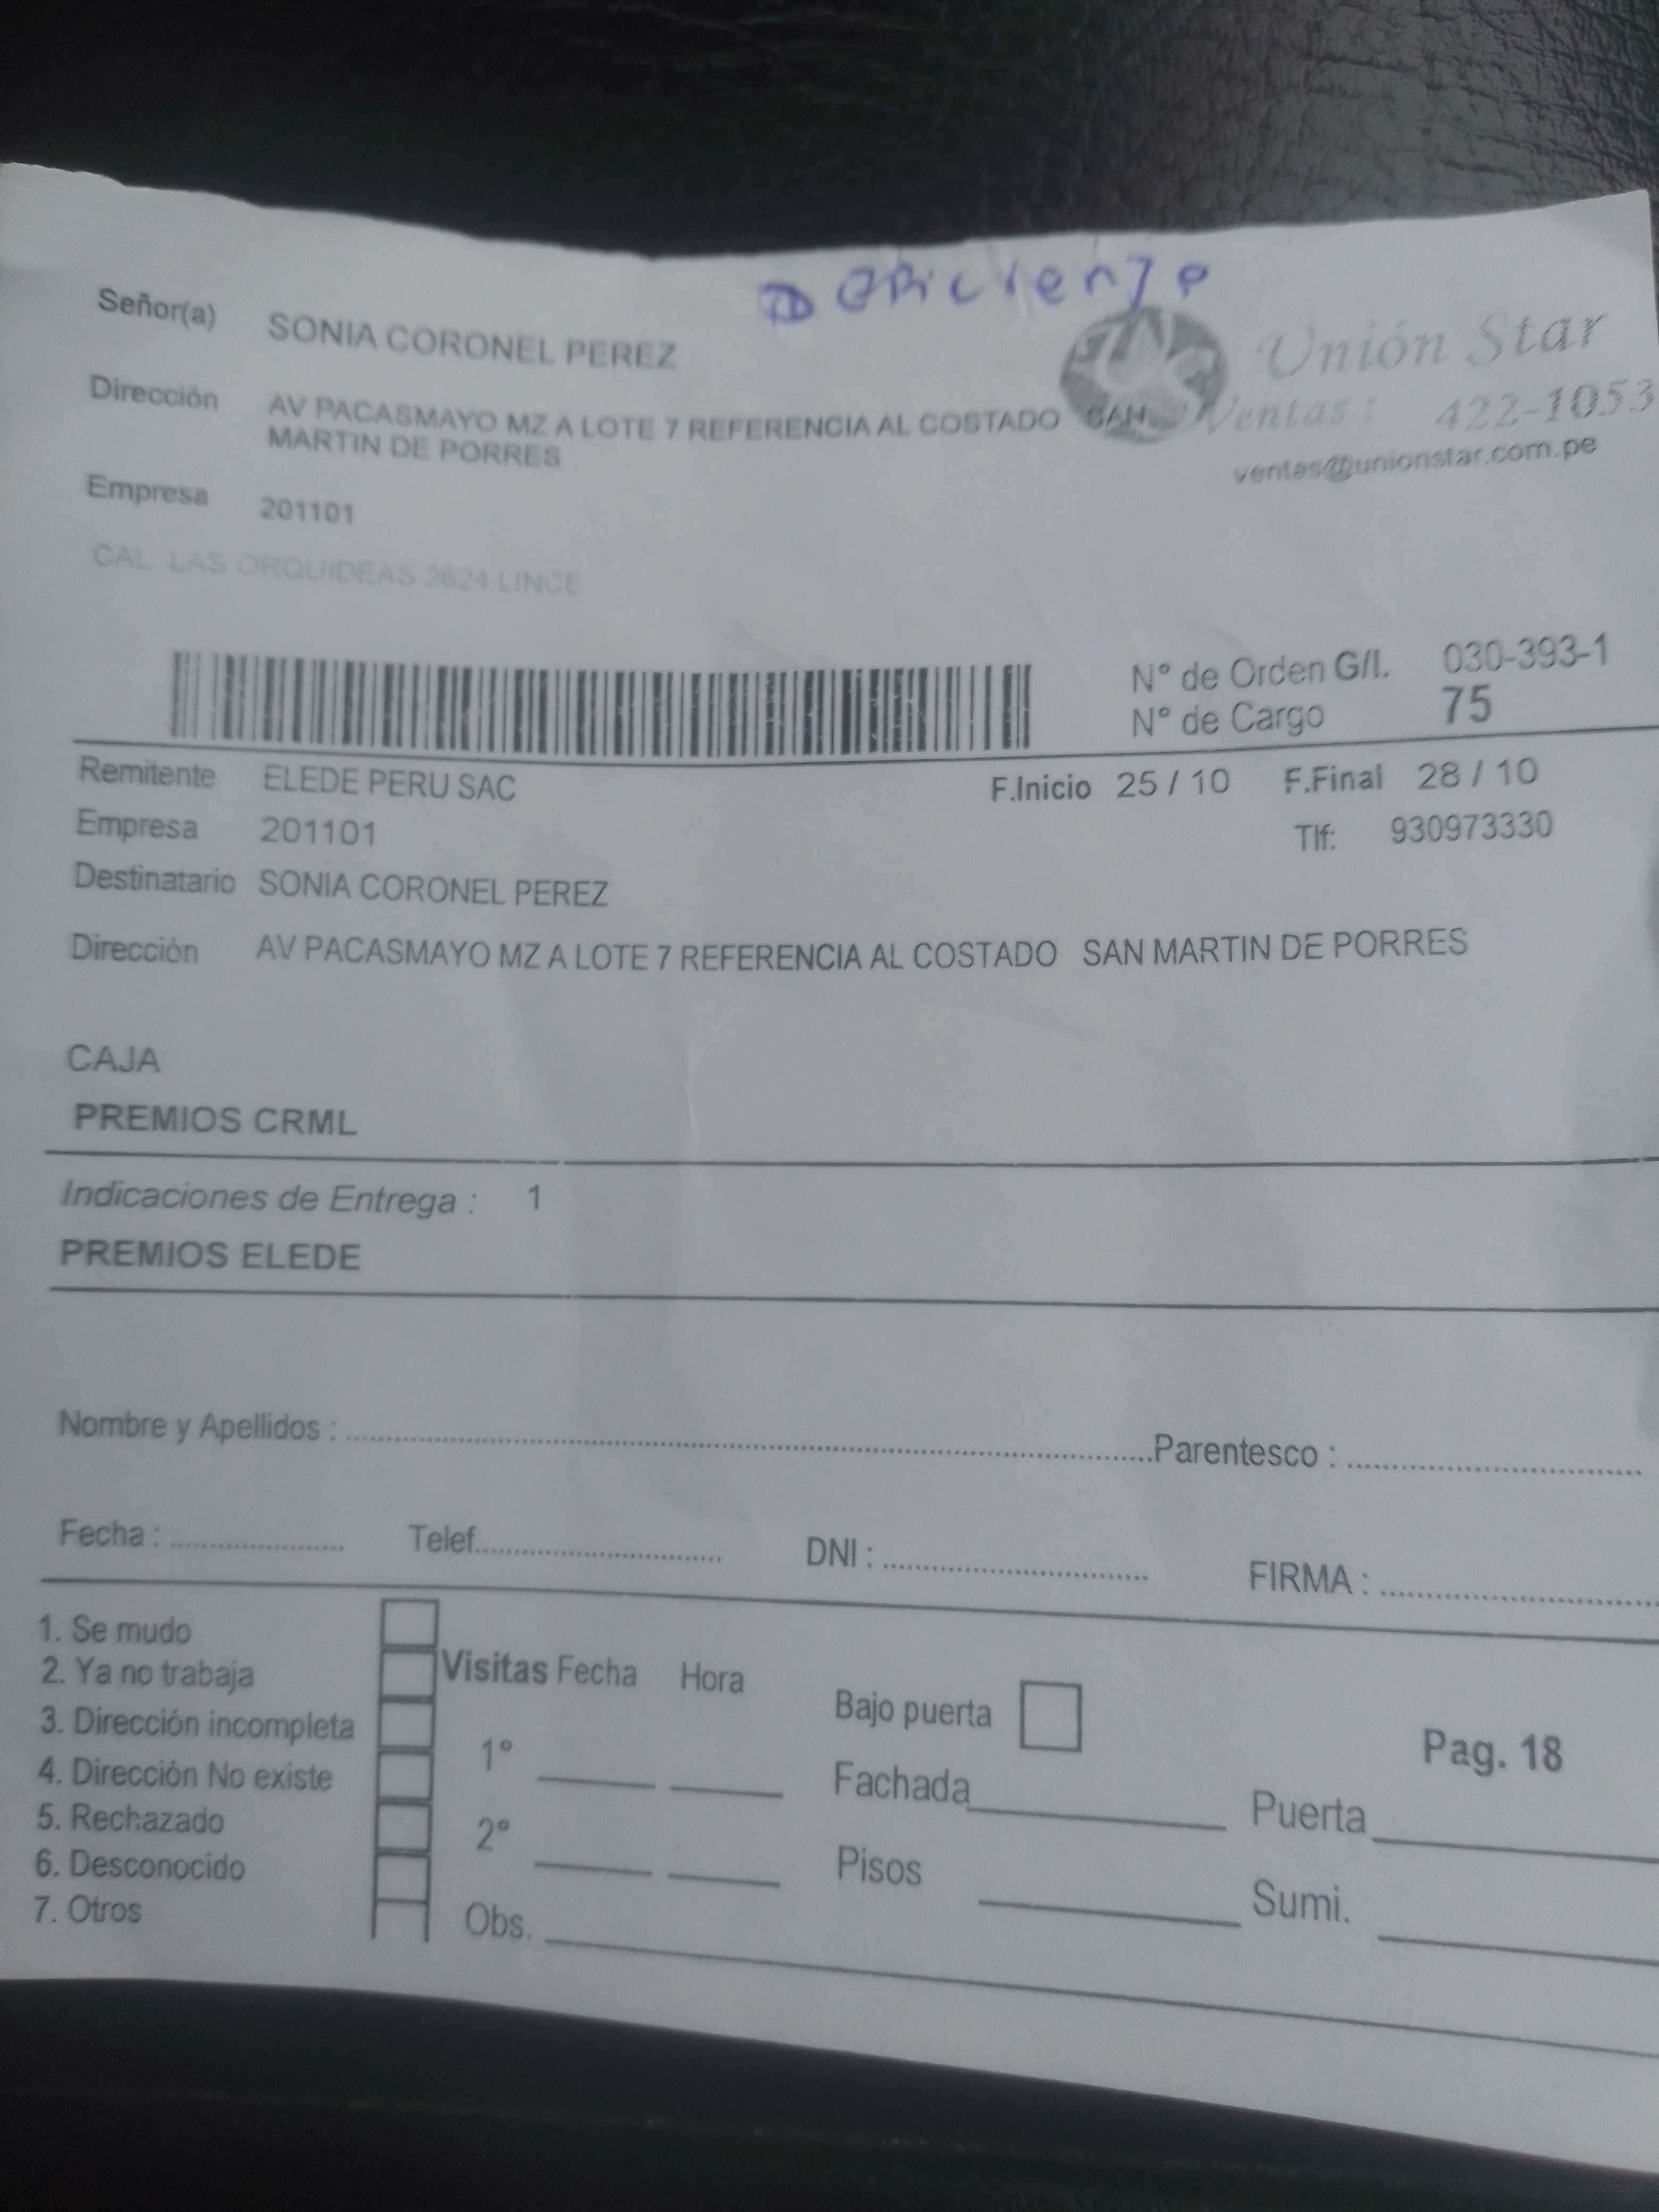 Deficiente
Señor(a) SONIA CORONEL PEREZ
Unión Star
Dirección AV PACASMAYO MZ A LOTE 7 REFERENCIA AL COSTADO SAN
MARTIN DE PORRES
Ventas : 422-1053
ventas@unionstar.com.pe
Empresa 201101
CAL. LAS ORQUIDEAS 2624 LINCE
N° de Orden G/I. 030-393-1
N° de Cargo 75
Remitente ELEDE PERU SAC F.Inicio 25 / 10 F.Final 28 / 10
Empresa 201101 Tlf: 930973330
Destinatario SONIA CORONEL PEREZ
Dirección AV PACASMAYO MZ A LOTE 7 REFERENCIA AL COSTADO SAN MARTIN DE PORRES
CAJA
PREMIOS CRML
Indicaciones de Entrega : 1
PREMIOS ELEDE
Nombre y Apellidos : Parentesco :
Fecha : Telef. DNI : FIRMA :
1. Se mudo
2. Ya no trabaja
3. Dirección incompleta
4. Dirección No existe
5. Rechazado
6. Desconocido
7. Otros
Visitas Fecha Hora
1°
2°
Obs.
Bajo puerta
Fachada
Pisos
Pag. 18
Puerta
Sumi.